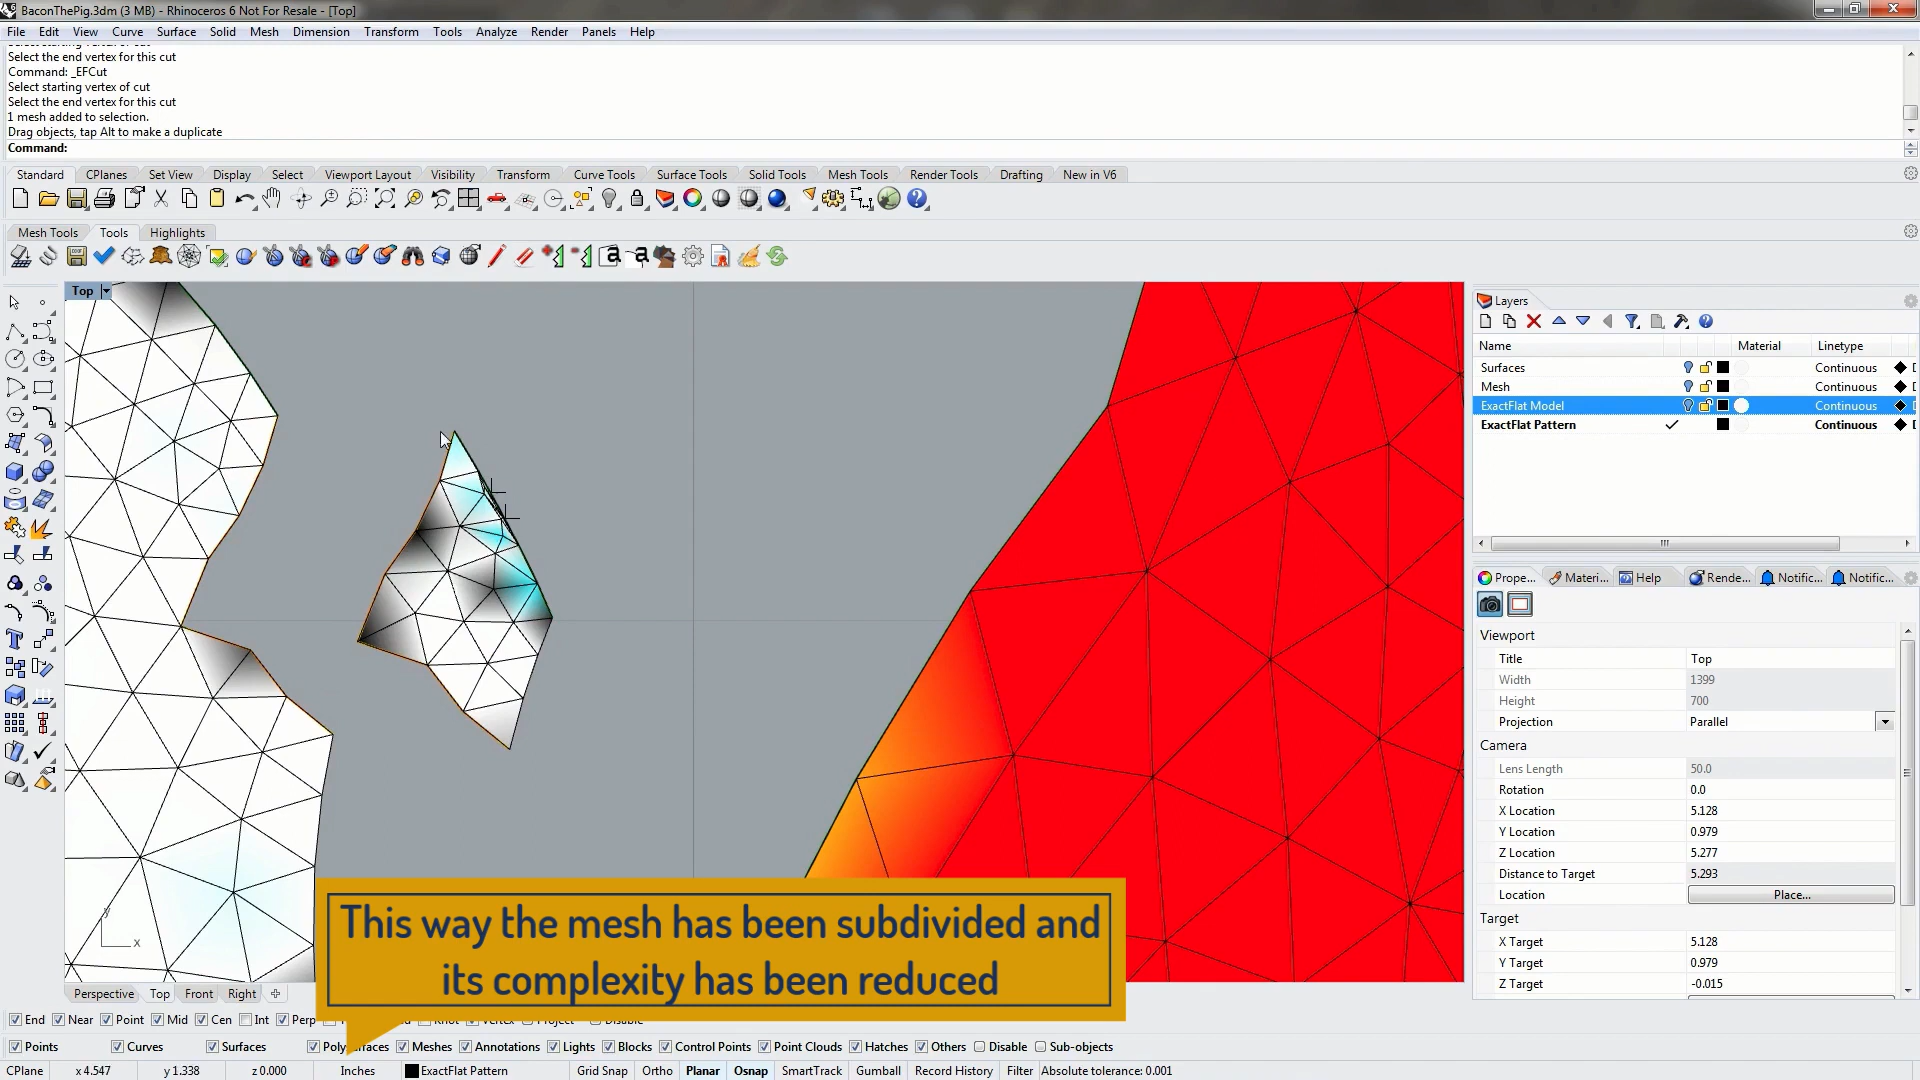 BaconThePig.3dm (3 MB) - Rhinoceros 6 Not For Resale - [Top]
File Edit View Curve Surface Solid Mesh Dimension Transform Tools Analyze Render Panels Help
Select the end vertex for this cut
Command: _EFCut
Select starting vertex of cut
Select the end vertex for this cut
1 mesh added to selection.
Drag objects, tap Alt to make a duplicate
Command:
Standard CPlanes Set View Display Select Viewport Layout Visibility Transform Curve Tools Surface Tools Solid Tools Mesh Tools Render Tools Drafting New in V6
Mesh Tools Tools Highlights
Top
Layers
Name Material Linetype
Surfaces Continuous
Mesh Continuous
ExactFlat Model Continuous
ExactFlat Pattern Continuous
Prope... Materi... Help Rende... Notific... Notific...
Viewport
Title Top
Width 1399
Height 700
Projection Parallel
Camera
Lens Length 50.0
Rotation 0.0
X Location 5.128
Y Location 0.979
Z Location 5.277
Distance to Target 5.293
Location Place...
Target
X Target 5.128
Y Target 0.979
Z Target -0.015
y
x
This way the mesh has been subdivided and
its complexity has been reduced
Perspective Top Front Right
End Near Point Mid Cen Int Perp
Points Curves Surfaces Meshes Annotations Lights Blocks Control Points Point Clouds Hatches Others Disable Sub-objects
CPlane x 4.547 y 1.338 z 0.000 Inches ExactFlat Pattern Grid Snap Ortho Planar Osnap SmartTrack Gumball Record History Filter Absolute tolerance: 0.001